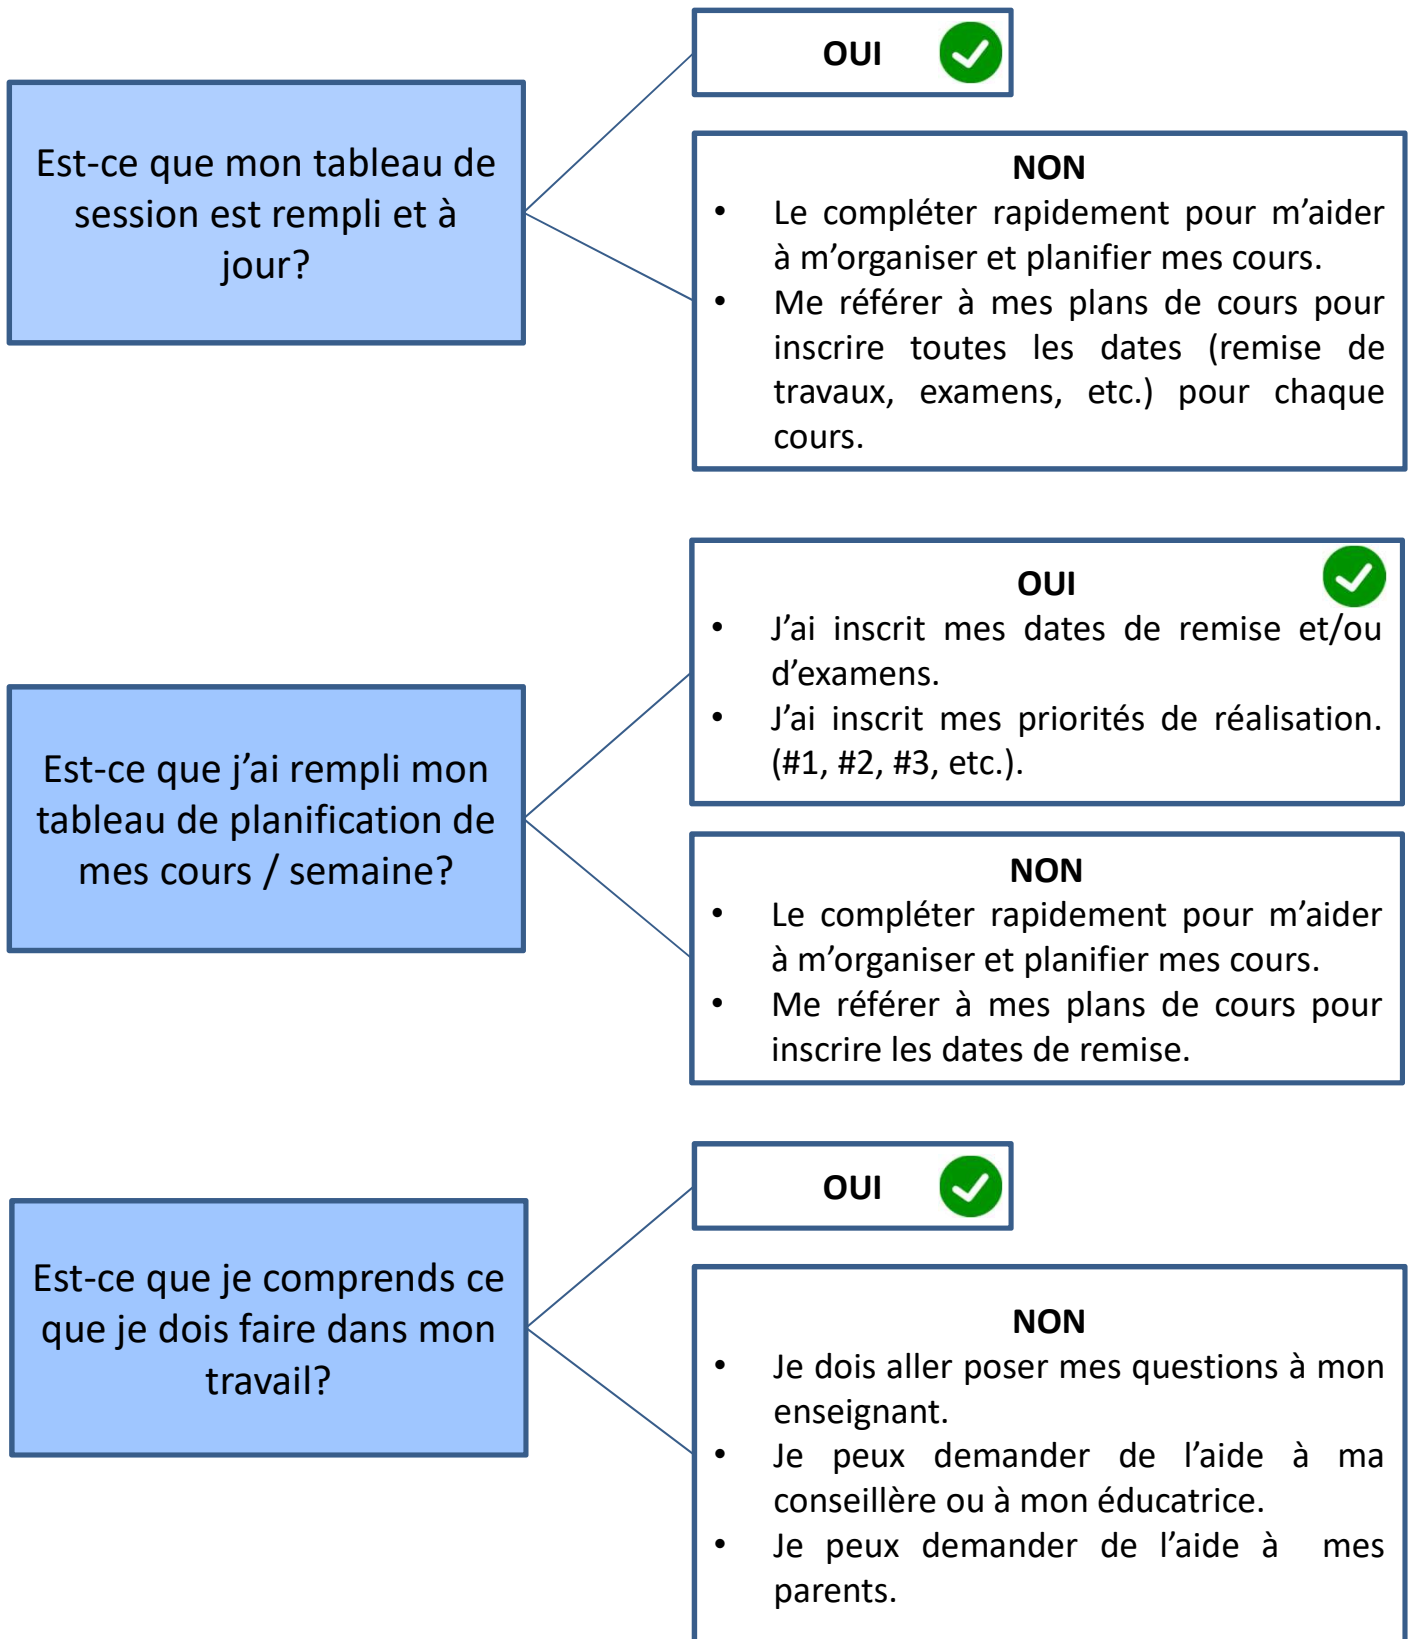 Est-ce que mon tableau de
session est rempli et à
jour?
OUI
NON
• Le compléter rapidement pour m’aider
à m’organiser et planifier mes cours.
• Me référer à mes plans de cours pour
inscrire toutes les dates (remise de
travaux, examens, etc.) pour chaque
cours.
Est-ce que j’ai rempli mon
tableau de planification de
mes cours / semaine?
OUI
• J’ai inscrit mes dates de remise et/ou
d’examens.
• J’ai inscrit mes priorités de réalisation.
(#1, #2, #3, etc.).
NON
• Le compléter rapidement pour m’aider
à m’organiser et planifier mes cours.
• Me référer à mes plans de cours pour
inscrire les dates de remise.
Est-ce que je comprends ce
que je dois faire dans mon
travail?
OUI
NON
• Je dois aller poser mes questions à mon
enseignant.
• Je peux demander de l’aide à ma
conseillère ou à mon éducatrice.
• Je peux demander de l’aide à mes
parents.